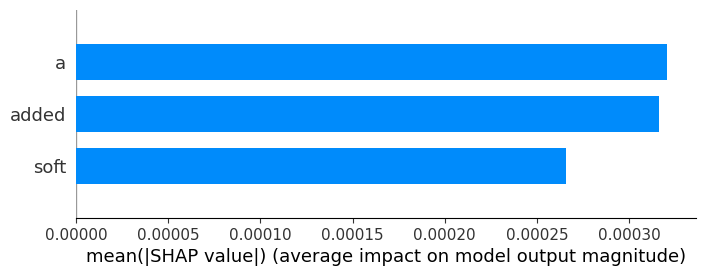 a
added
soft
0.00000 0.00005 0.00010 0.00015 0.00020 0.00025 0.00030
mean(|SHAP value|) (average impact on model output magnitude)